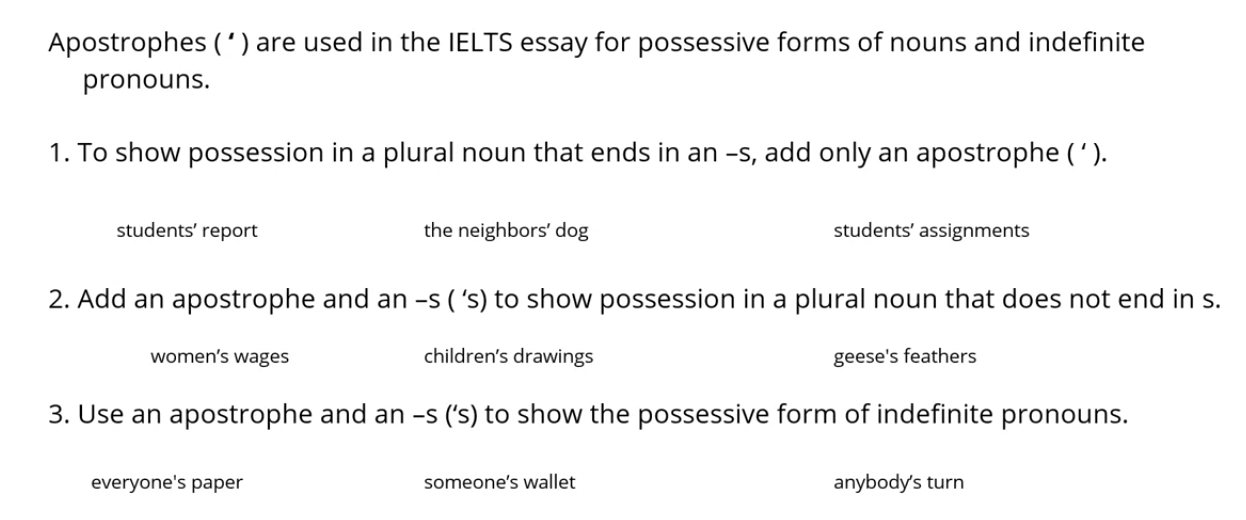 Apostrophes ( ‘ ) are used in the IELTS essay for possessive forms of nouns and indefinite
pronouns.
1. To show possession in a plural noun that ends in an –s, add only an apostrophe ( ‘ ).
students’ report the neighbors’ dog students’ assignments
2. Add an apostrophe and an –s ( ‘s) to show possession in a plural noun that does not end in s.
women’s wages children’s drawings geese's feathers
3. Use an apostrophe and an –s (‘s) to show the possessive form of indefinite pronouns.
everyone's paper someone’s wallet anybody’s turn